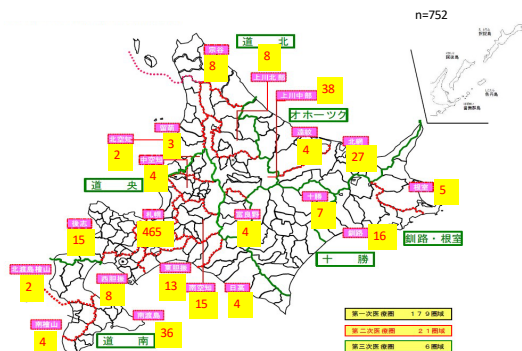 n=752
道 北
宗谷
8
8
上川北部
上川中部
38
オホーツク
留萌
3
遠紋
4
北網
27
北空知
2
中空知
4
道 央
根室
5
札幌
465
富良野
4
十勝
7
後志
15
釧路
16
釧路・根室
十 勝
北渡島檜山
2
西胆振
8
東胆振
13
南空知
15
日高
4
南渡島
36
南檜山
4
道 南
第一次医療圏 179圏域
第二次医療圏 21圏域
第三次医療圏 6圏域